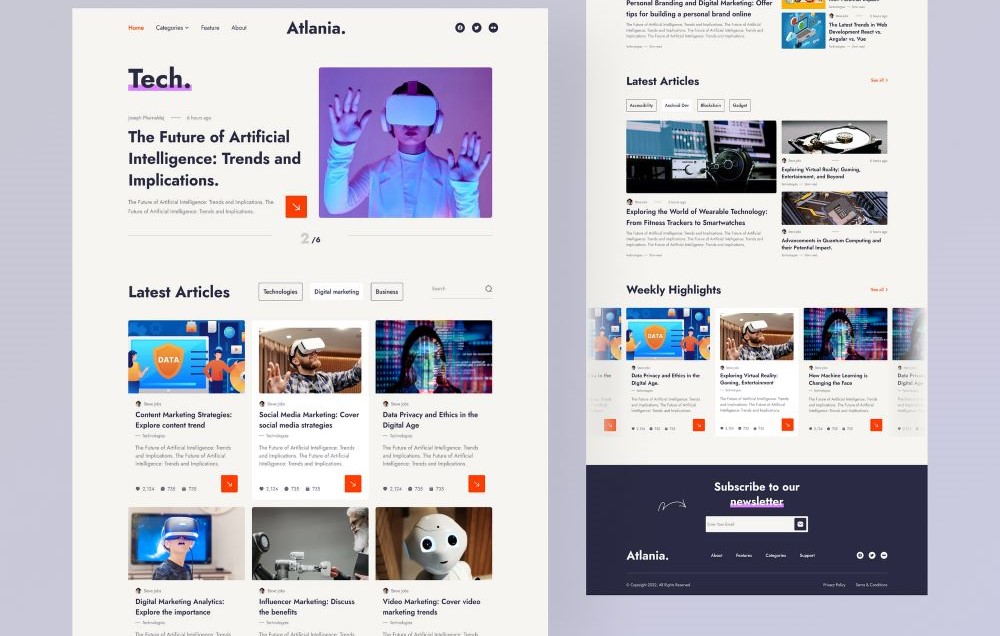 Home
Categories
Feature
About
Atlania.
Tech.
Joseph Phornaldej
6 hours ago
The Future of Artificial
Intelligence: Trends and
Implications.
The Future of Artificial Intelligence: Trends and Implications. The
Future of Artificial Intelligence: Trends and Implications.
2 /6
Latest Articles
Technologies
Digital marketing
Business
Search
DATA
Steve jobs
Content Marketing Strategies:
Explore content trend
Technologies
The Future of Artificial Intelligence: Trends
and Implications. The Future of Artificial
Intelligence: Trends and Implications.
2,124 735 735
Steve jobs
Social Media Marketing: Cover
social media strategies
Technologies
The Future of Artificial Intelligence: Trends
and Implications. The Future of Artificial
Intelligence: Trends and Implications.
2,124 735 735
Steve jobs
Data Privacy and Ethics in the
Digital Age
Technologies
The Future of Artificial Intelligence: Trends
and Implications. The Future of Artificial
Intelligence: Trends and Implications.
2,124 735 735
Steve jobs
Digital Marketing Analytics:
Explore the importance
Technologies
The Future of Artificial Intelligence: Trends
Steve jobs
Influencer Marketing: Discuss
the benefits
Technologies
The Future of Artificial Intelligence: Trends
Steve jobs
Video Marketing: Cover video
marketing trends
Technologies
The Future of Artificial Intelligence: Trends
Personal Branding and Digital Marketing: Offer
tips for building a personal brand online
The Future of Artificial Intelligence: Trends and Implications. The Future of Artificial
Intelligence: Trends and Implications. The Future of Artificial Intelligence:
Trends and Implications.
The Latest Trends in Web
Development React vs.
Angular vs. Vue
Latest Articles
See all
Accessibility
Android Dev
Blockchain
Gadget
Exploring the World of Wearable Technology:
From Fitness Trackers to Smartwatches
Exploring Virtual Reality: Gaming,
Entertainment, and Beyond
Advancements in Quantum Computing and
their Potential Impact.
Weekly Highlights
See all
DATA
Data Privacy and Ethics in the
Digital Age.
Exploring Virtual Reality:
Gaming, Entertainment
How Machine Learning is
Changing the Face
Subscribe to our
newsletter
Enter Your Email
Atlania.
About
Features
Categories
Support
© Copyright 2022, All Rights Reserved
Privacy Policy
Terms & Conditions